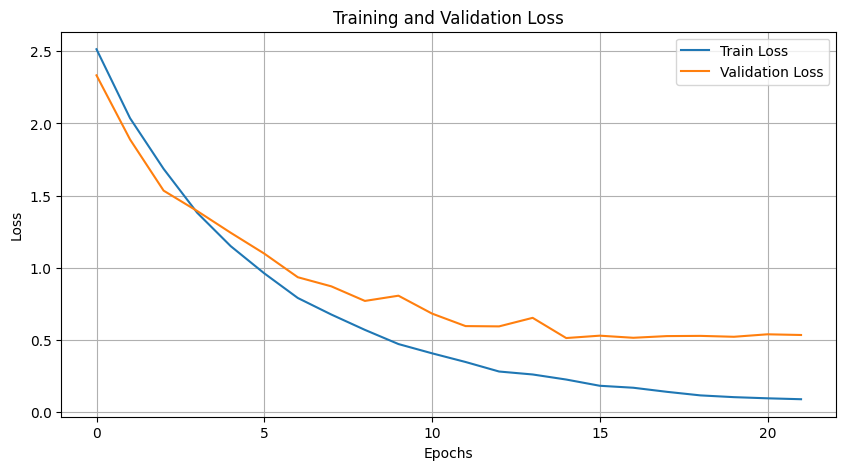 Training and Validation Loss
Train Loss
Validation Loss
2.5
2.0
1.5
1.0
0.5
0.0
Loss
0 5 10 15 20
Epochs